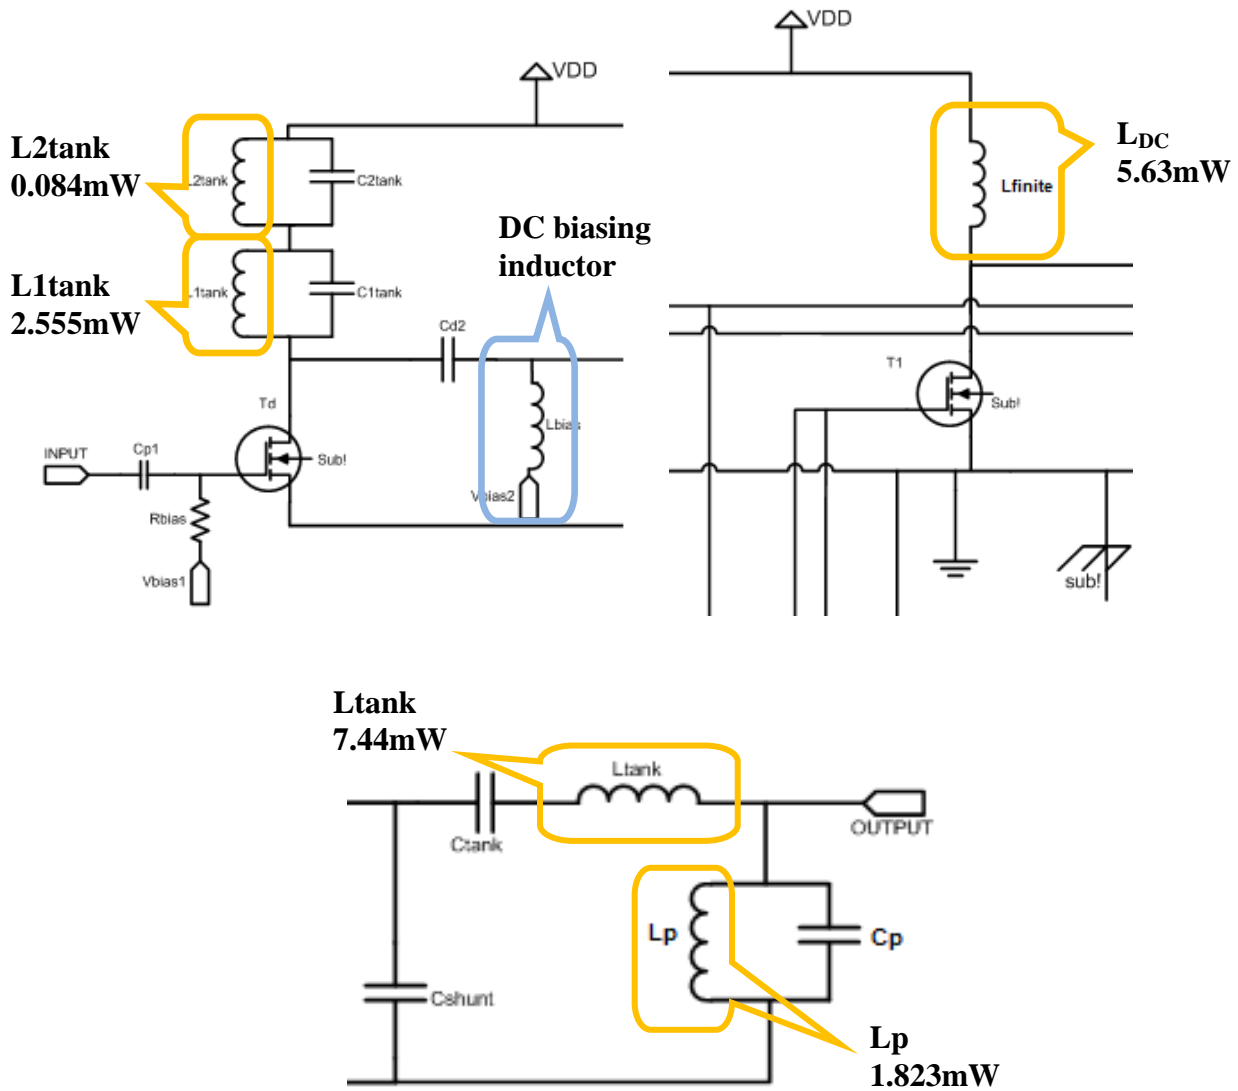 VDD
L2tank
0.084mW
L2tank
C2tank
DC biasing
inductor
L1tank
2.555mW
L1tank
C1tank
Cd2
Td
Lbias
INPUT
Cp1
Sub!
Vbias2
Rbias
Vbias1
VDD
LDC
5.63mW
Lfinite
T1
Sub!
sub!
Ltank
7.44mW
Ltank
Ctank
OUTPUT
Lp
Cp
Cshunt
Lp
1.823mW